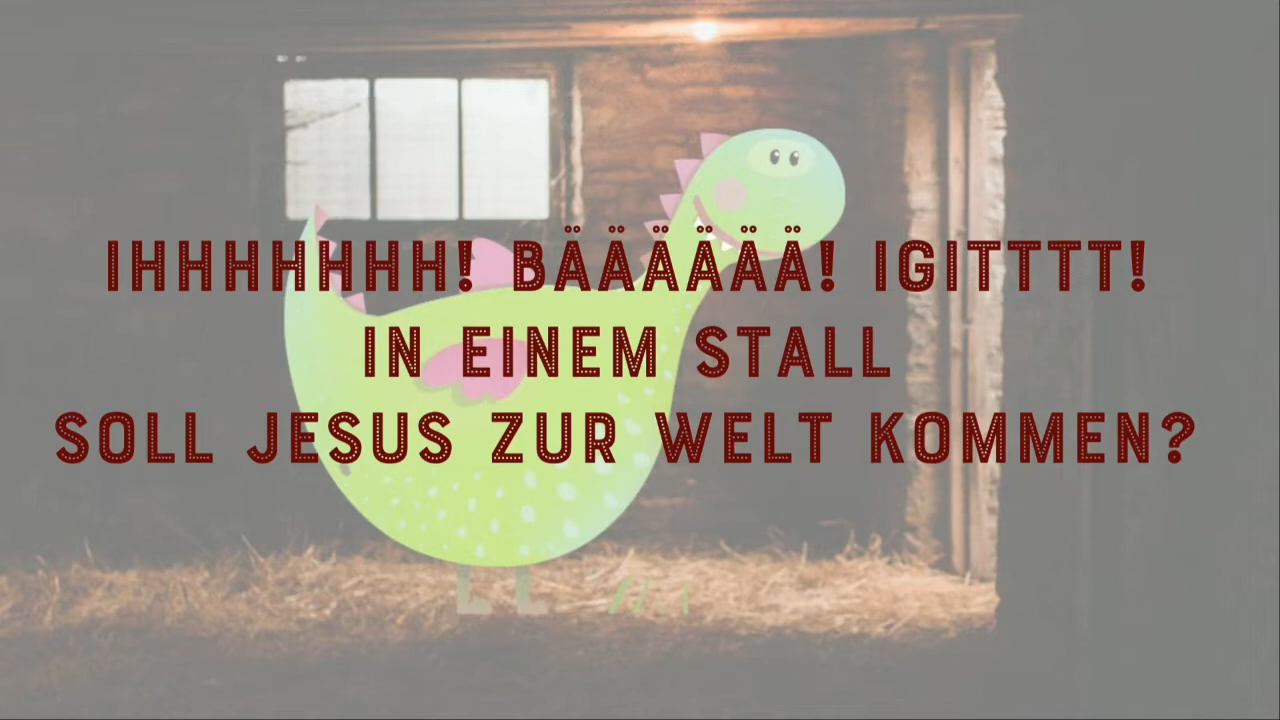 IHHHHHHH! BÄÄÄÄÄÄ! IGITTTT!
IN EINEM STALL
SOLL JESUS ZUR WELT KOMMEN?